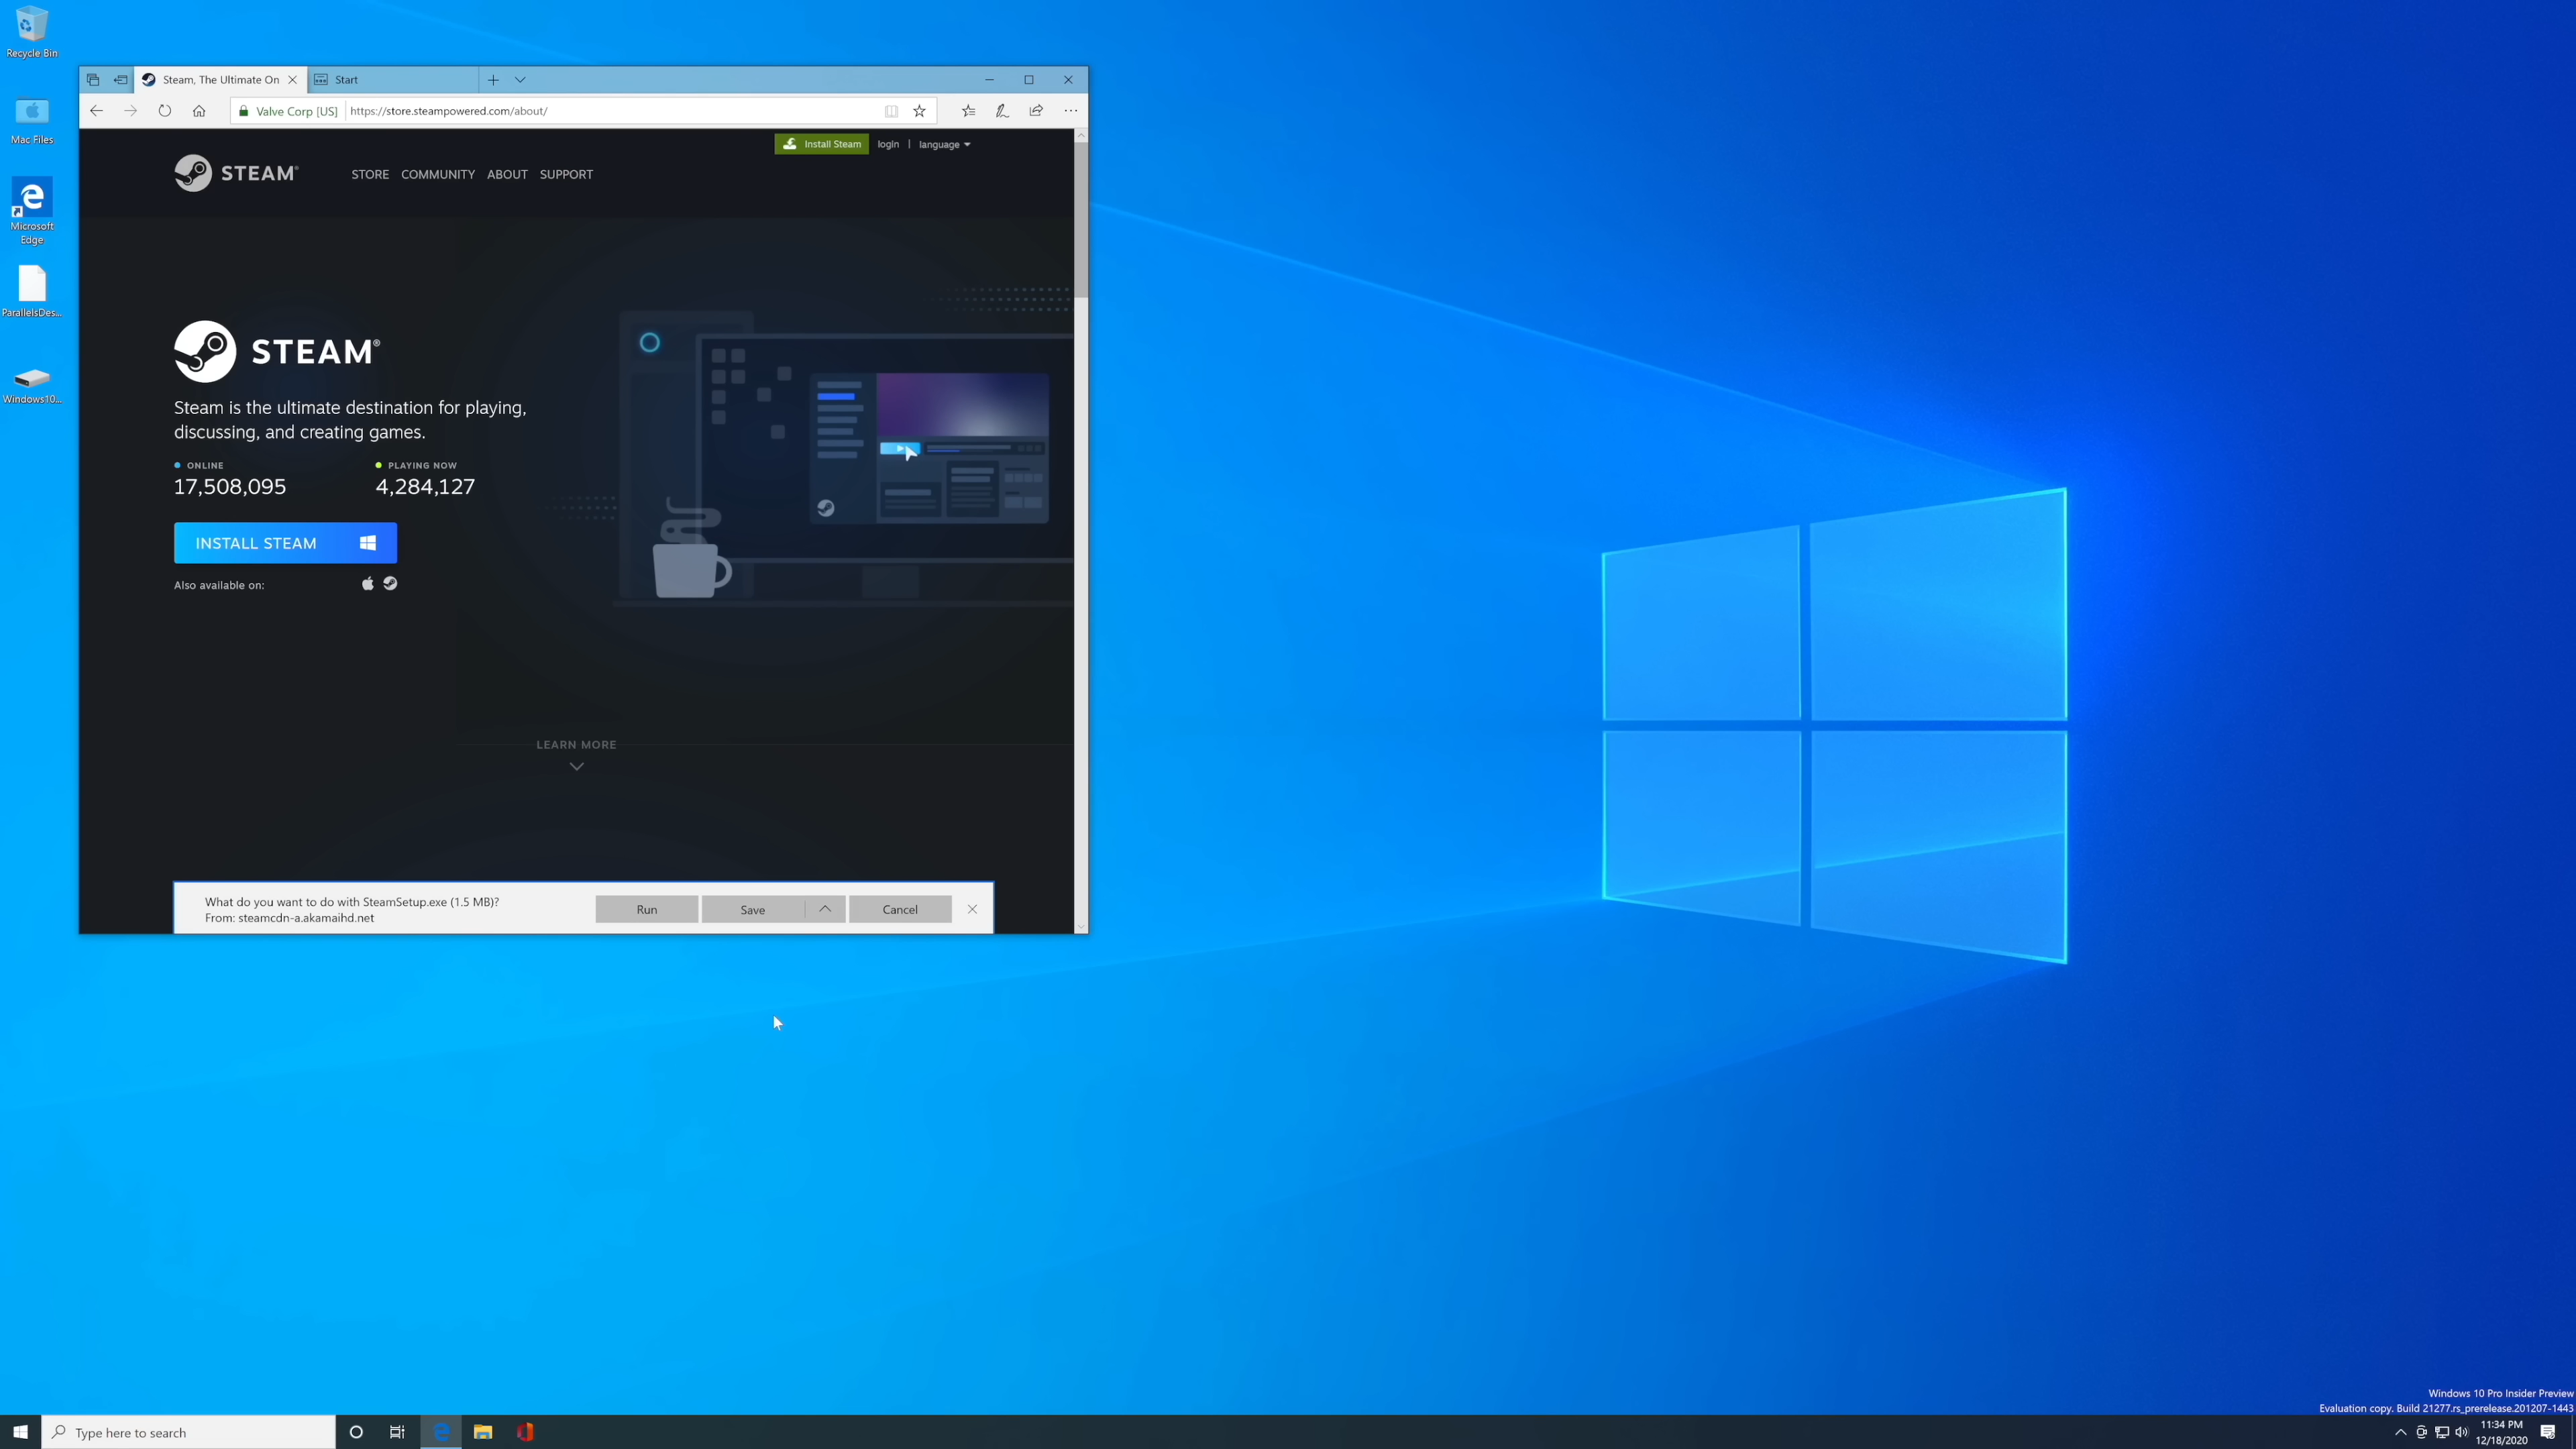 Recycle Bin
Mac Files
Microsoft
Edge
ParallelsDes...
Windows10...
Steam, The Ultimate On
Start
Valve Corp [US]
https://store.steampowered.com/about/
Install Steam
login | language
STEAM®
STORE COMMUNITY ABOUT SUPPORT
STEAM®
Steam is the ultimate destination for playing,
discussing, and creating games.
ONLINE PLAYING NOW
17,508,095 4,284,127
INSTALL STEAM
Also available on:
LEARN MORE
What do you want to do with SteamSetup.exe (1.5 MB)?
From: steamcdn-a.akamaihd.net
Run Save Cancel
Windows 10 Pro Insider Preview
Evaluation copy. Build 21277.rs_prerelease.201207-1443
Type here to search
11:34 PM
12/18/2020